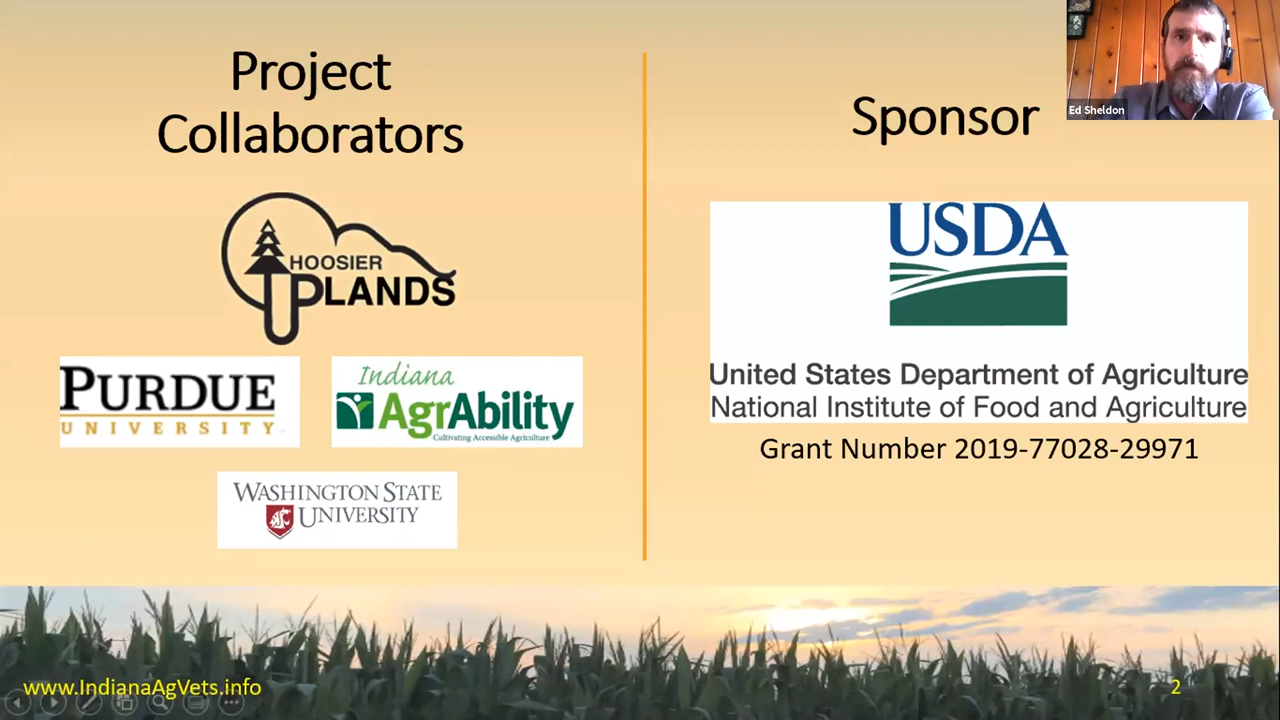 Project
Collaborators
HOOSIER
UPLANDS
PURDUE
UNIVERSITY
Indiana
AgrAbility
Cultivating Accessible Agriculture
WASHINGTON STATE
UNIVERSITY
Sponsor
Ed Sheldon
USDA
United States Department of Agriculture
National Institute of Food and Agriculture
Grant Number 2019-77028-29971
www.IndianaAgVets.info
2